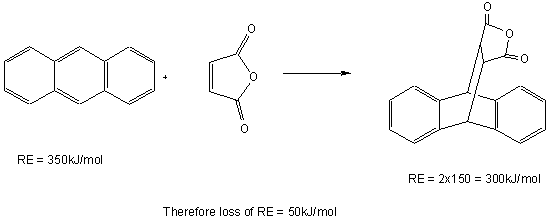 O
O
O
+
O
O
O
RE = 350kJ/mol
RE = 2x150 = 300kJ/mol
Therefore loss of RE = 50kJ/mol